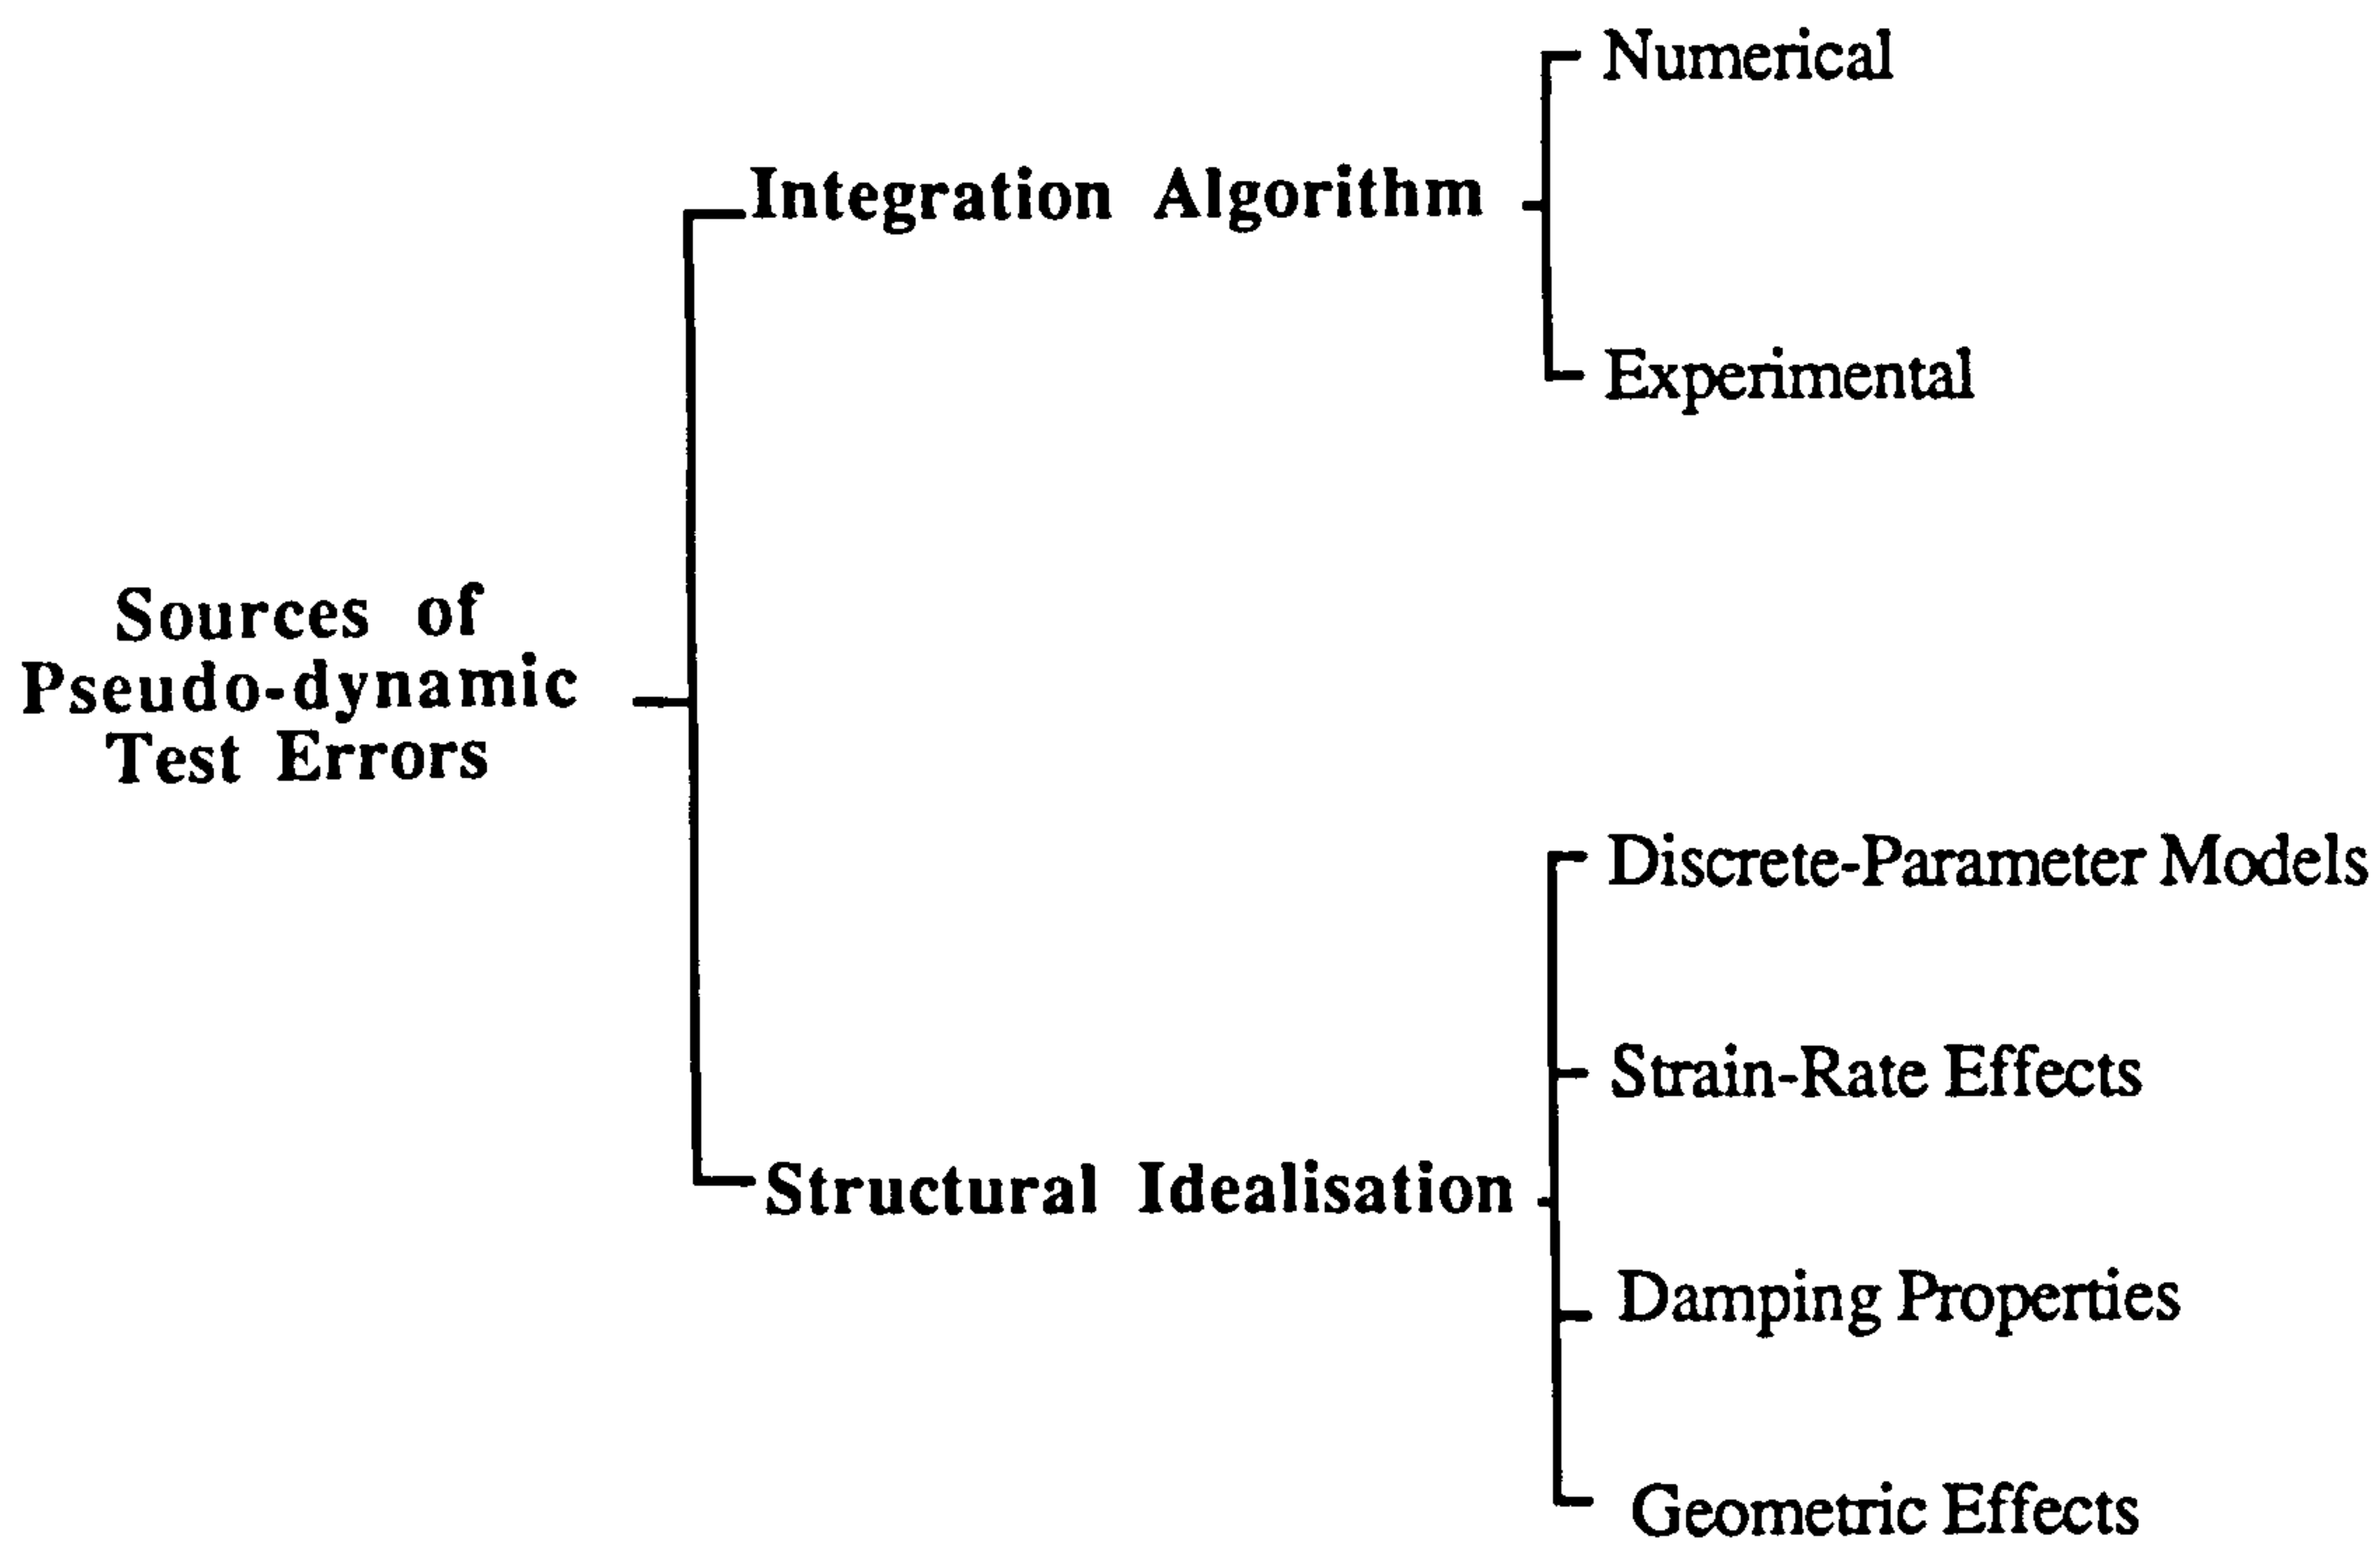 Numerical
Integration Algorithm
Experimental
Sources of
Pseudo-dynamic
Test Errors
Discrete-Parameter Models
Strain-Rate Effects
Structural Idealisation
Damping Properties
Geometric Effects